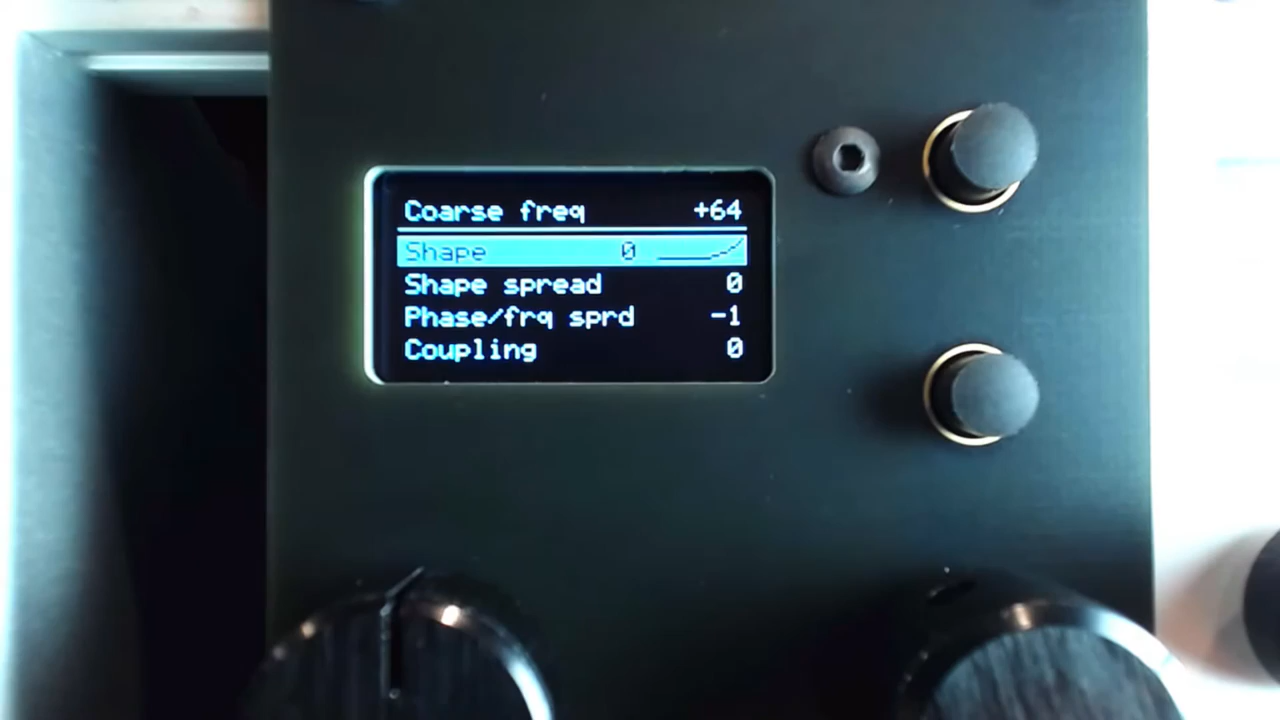 Coarse freq +64
Shape 0
Shape spread 0
Phase/frq sprd -1
Coupling 0